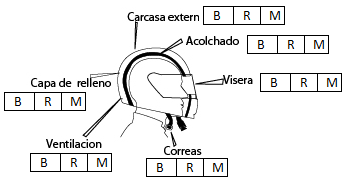 Carcasa extern B R M
Acolchado B R M
Visera B R M
Capa de relleno
B R M
Ventilacion
B R M
Correas
B R M